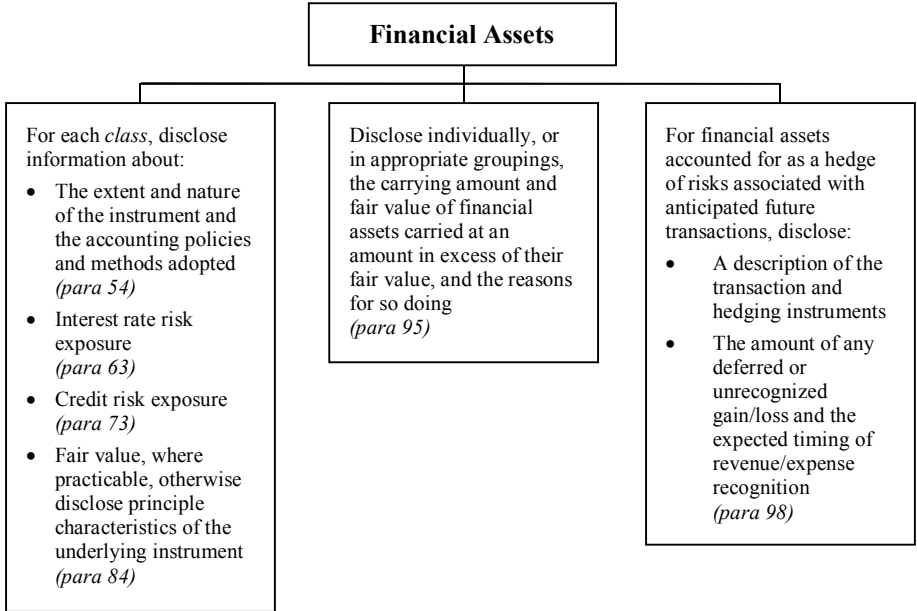 Financial Assets
For each class, disclose
information about:
• The extent and nature
of the instrument and
the accounting policies
and methods adopted
(para 54)
• Interest rate risk
exposure
(para 63)
• Credit risk exposure
(para 73)
• Fair value, where
practicable, otherwise
disclose principle
characteristics of the
underlying instrument
(para 84)
Disclose individually, or
in appropriate groupings,
the carrying amount and
fair value of financial
assets carried at an
amount in excess of their
fair value, and the reasons
for so doing
(para 95)
For financial assets
accounted for as a hedge
of risks associated with
anticipated future
transactions, disclose:
• A description of the
transaction and
hedging instruments
• The amount of any
deferred or
unrecognized
gain/loss and the
expected timing of
revenue/expense
recognition
(para 98)